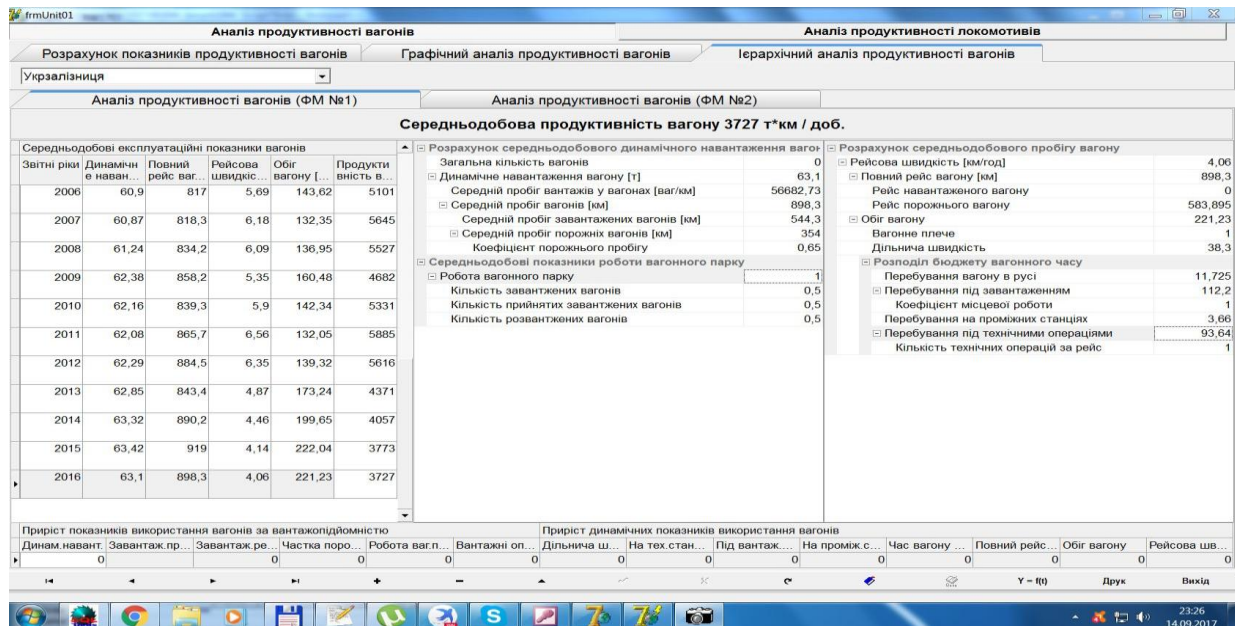 frmUnit01
Аналіз продуктивності вагонів Аналіз продуктивності локомотивів
Розрахунок показників продуктивності вагонів Графічний аналіз продуктивності вагонів Ієрархічний аналіз продуктивності вагонів
Укрзалізниця
Аналіз продуктивності вагонів (ФМ №1) Аналіз продуктивності вагонів (ФМ №2)
Середньодобова продуктивність вагону 3727 т*км / доб.
Середньодобові експлуатаційні показники вагонів
Звітні ріки Динамічн Повний Рейсова Обіг Продукти
е наван... рейс ваг... швидкіс... вагону [... вність в...
2006 60,9 817 5,69 143,62 5101
2007 60,87 818,3 6,18 132,35 5645
2008 61,24 834,2 6,09 136,95 5527
2009 62,38 858,2 5,35 160,48 4682
2010 62,16 839,3 5,9 142,34 5331
2011 62,08 865,7 6,56 132,05 5885
2012 62,29 884,5 6,35 139,32 5616
2013 62,85 843,4 4,87 173,24 4371
2014 63,32 890,2 4,46 199,65 4057
2015 63,42 919 4,14 222,04 3773
2016 63,1 898,3 4,06 221,23 3727
Розрахунок середньодобового динамічного навантаження вагон
Загальна кількість вагонів 0
Динамічне навантаження вагону [т] 63,1
Середній пробіг вантажів у вагонах [ваг/км] 56682,73
Середній пробіг вагонів [км] 898,3
Середній пробіг завантажених вагонів [км] 544,3
Середній пробіг порожніх вагонів [км] 354
Коефіцієнт порожнього пробігу 0,65
Середньодобові показники роботи вагонного парку
Робота вагонного парку 1
Кількість завантжених вагонів 0,5
Кількість прийнятих завантжених вагонів 0,5
Кількість розвантжених вагонів 0,5
Розрахунок середньодобового пробігу вагону
Рейсова швидкість [км/год] 4,06
Повний рейс вагону [км] 898,3
Рейс навантаженого вагону 0
Рейс порожнього вагону 583,895
Обіг вагону 221,23
Вагонне плече 1
Дільнича швидкість 38,3
Розподіл бюджету вагонного часу
Перебування вагону в русі 11,725
Перебування під завантаженням 112,2
Коефіцієнт місцевої роботи 1
Перебування на проміжних станціях 3,66
Перебування під технічними операціями 93,64
Кількість технічних операцій за рейс 1
Приріст показників використання вагонів за вантажопідйомністю Приріст динамічних показників використання вагонів
Динам.навант. Завантаж.пр... Завантаж.ре... Частка поро... Робота ваг.п... Вантажні оп... Дільнича ш... На тех.стан... Під вантаж.... На проміж.с... Час вагону ... Повний рейс... Обіг вагону Рейсова шв...
0 0 0 0 0 0 0 0 0 0 0 0 0 0
Y = f(t) Друк Вихід
23:26
14.09.2017